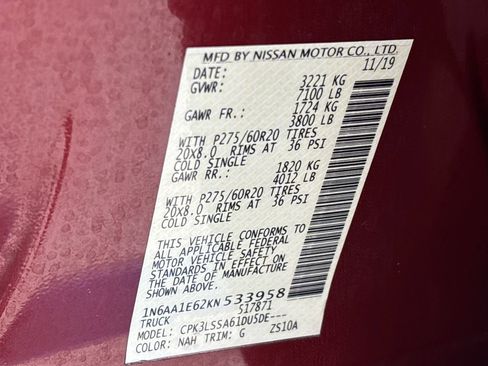 MFD BY NISSAN MOTOR CO., LTD.
DATE: 11/19
GVWR: 3221 KG
7100 LB
GAWR FR.: 1724 KG
3800 LB
WITH P275/60R20 TIRES
20X8.0 RIMS AT 36 PSI
COLD SINGLE
GAWR RR.: 1820 KG
4012 LB
WITH P275/60R20 TIRES
20X8.0 RIMS AT 36 PSI
COLD SINGLE
THIS VEHICLE CONFORMS TO
ALL APPLICABLE FEDERAL
MOTOR VEHICLE SAFETY
STANDARDS IN EFFECT ON
THE DATE OF MANUFACTURE
SHOWN ABOVE.
1N6AA1E62KN533958
TRUCK 517871
MODEL: CPK3LSSA61DU5DE---
COLOR: NAH TRIM: G ZS10A